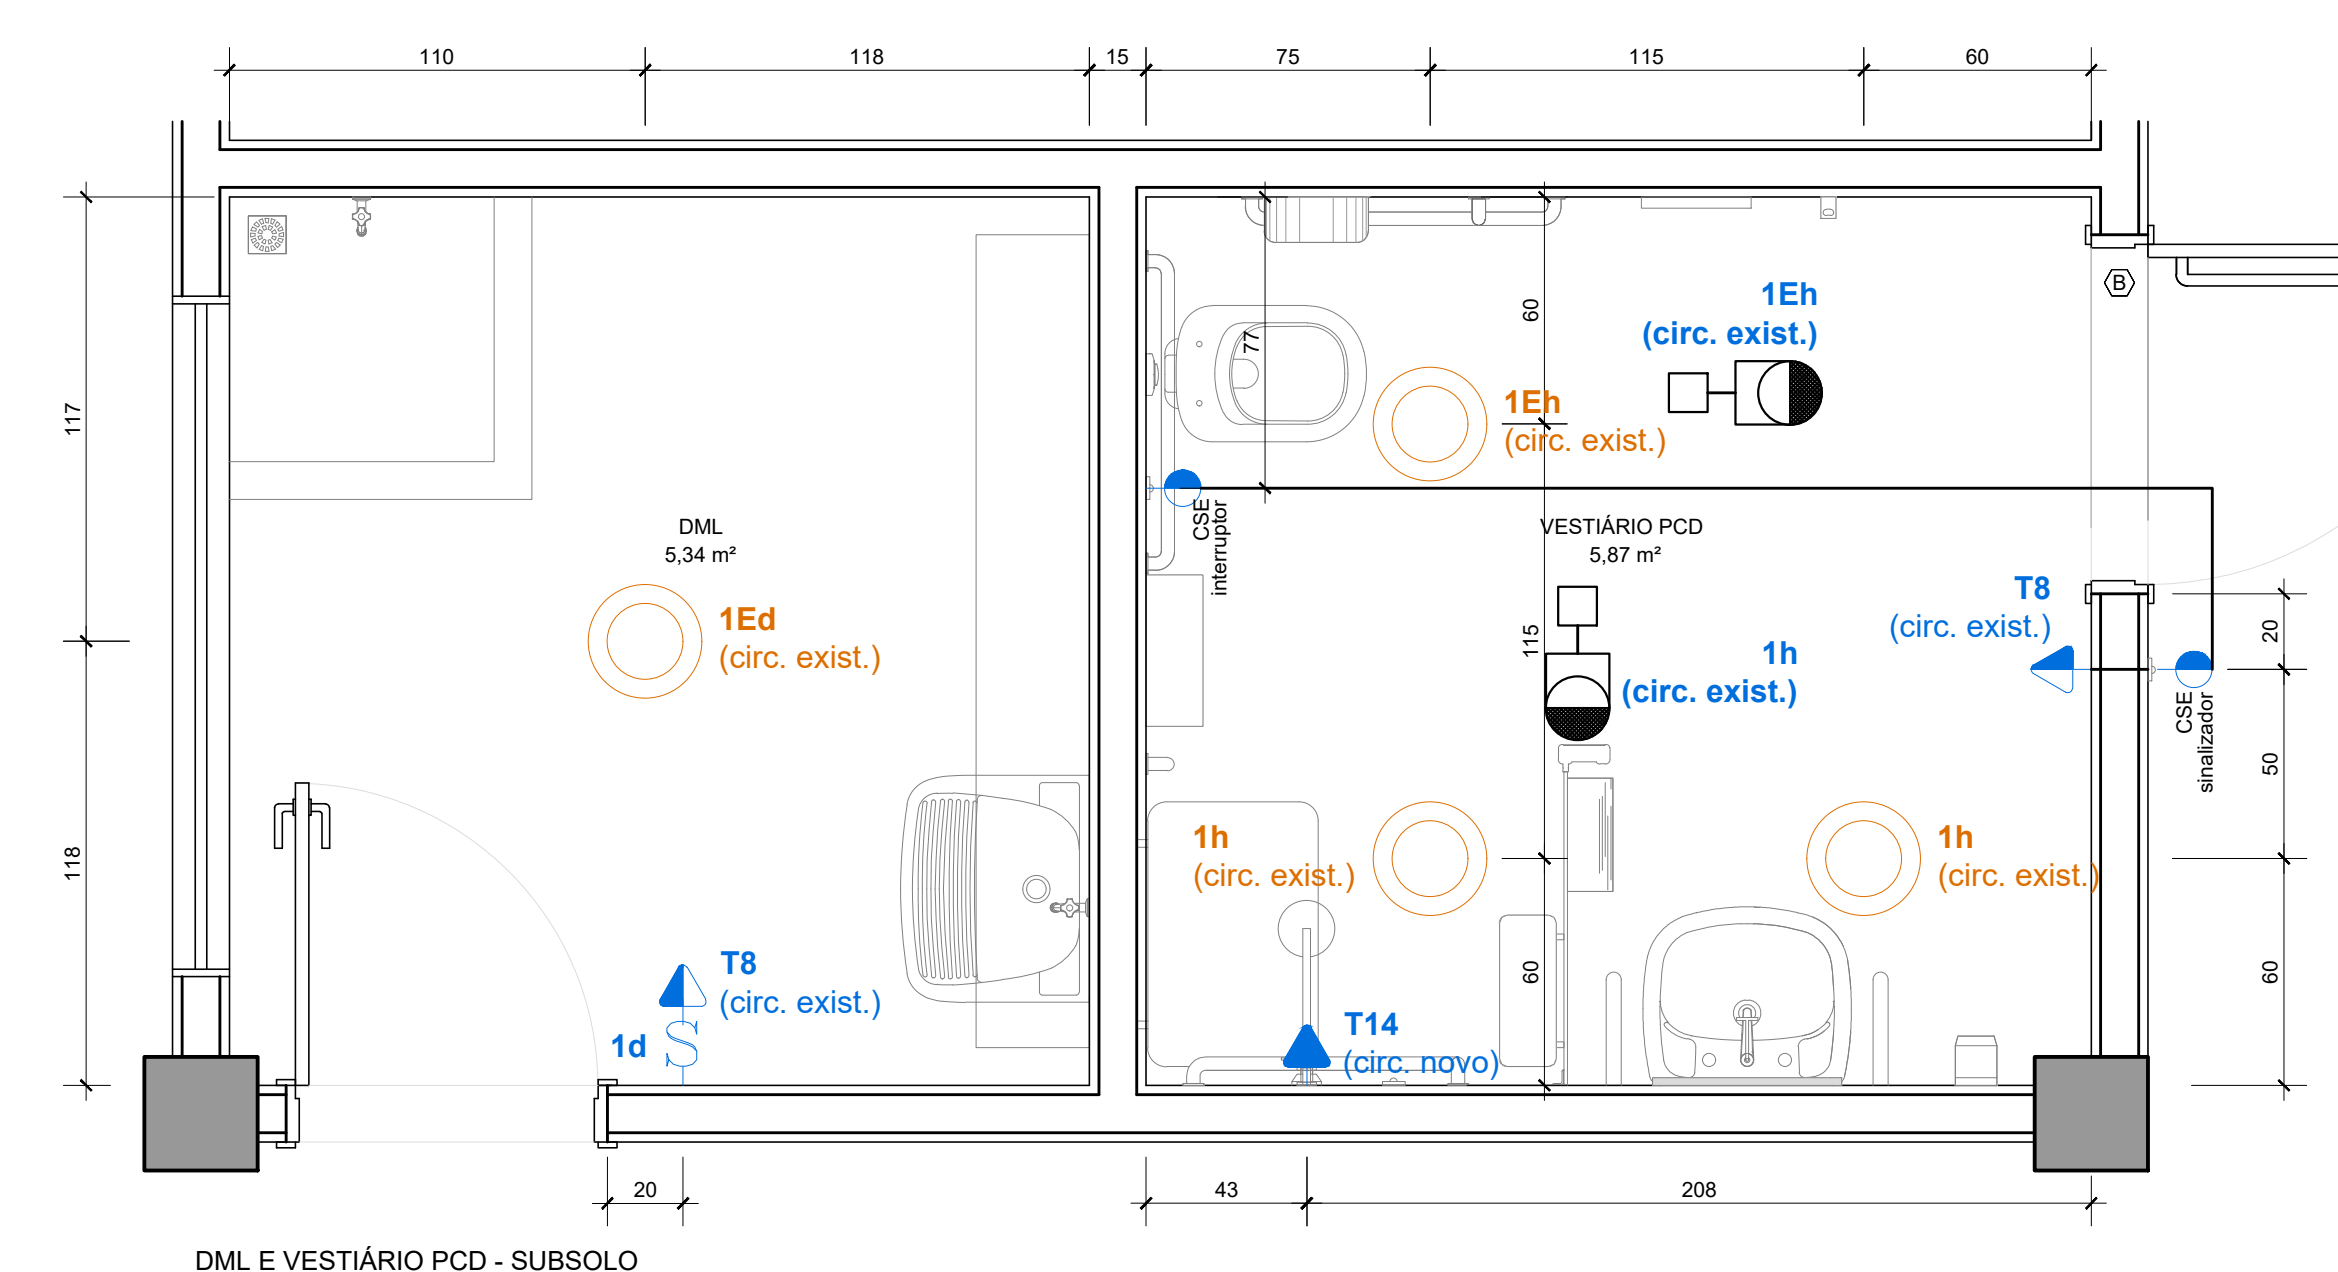 110
118
15
75
115
60
117
118
77
60
115
60
1Eh
(circ. exist.)
B
1Eh
(circ. exist.)
CSE
interruptor
DML
5,34 m²
VESTIÁRIO PCD
5,87 m²
1Ed
(circ. exist.)
T8
(circ. exist.)
1h
(circ. exist.)
CSE
sinalizador
20
50
60
1h
(circ. exist.)
1h
(circ. exist.)
T8
(circ. exist.)
1d S
T14
(circ. novo)
20
43
208
DML E VESTIÁRIO PCD - SUBSOLO